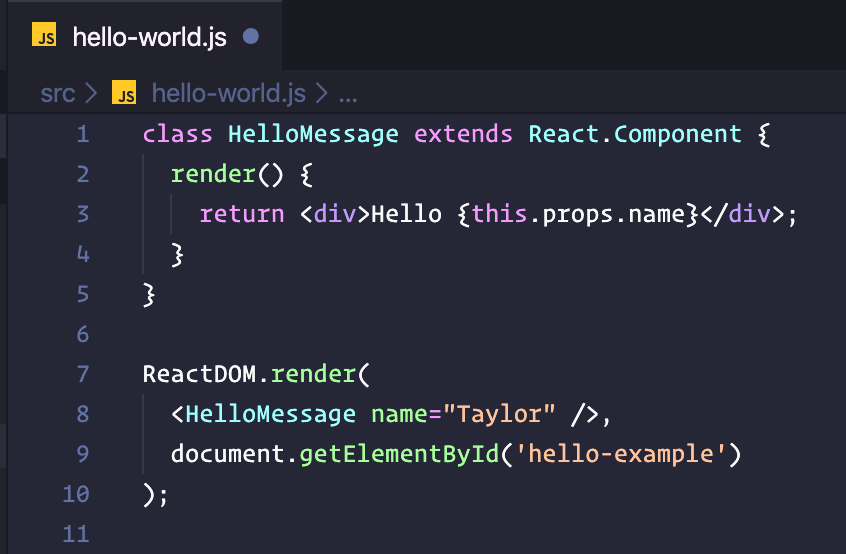 JS hello-world.js
src > JS hello-world.js > ...
1 class HelloMessage extends React.Component {
2   render() {
3     return <div>Hello {this.props.name}</div>;
4   }
5 }
6
7 ReactDOM.render(
8   <HelloMessage name="Taylor" />,
9   document.getElementById('hello-example')
10 );
11